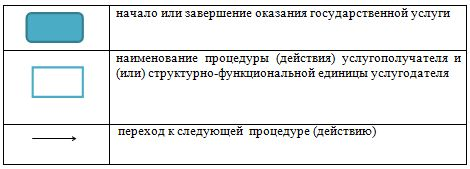 начало или завершение оказания государственной услуги
наименование процедуры (действия) услугополучателя и
(или) структурно-функциональной единицы услугодателя
переход к следующей процедуре (действию)